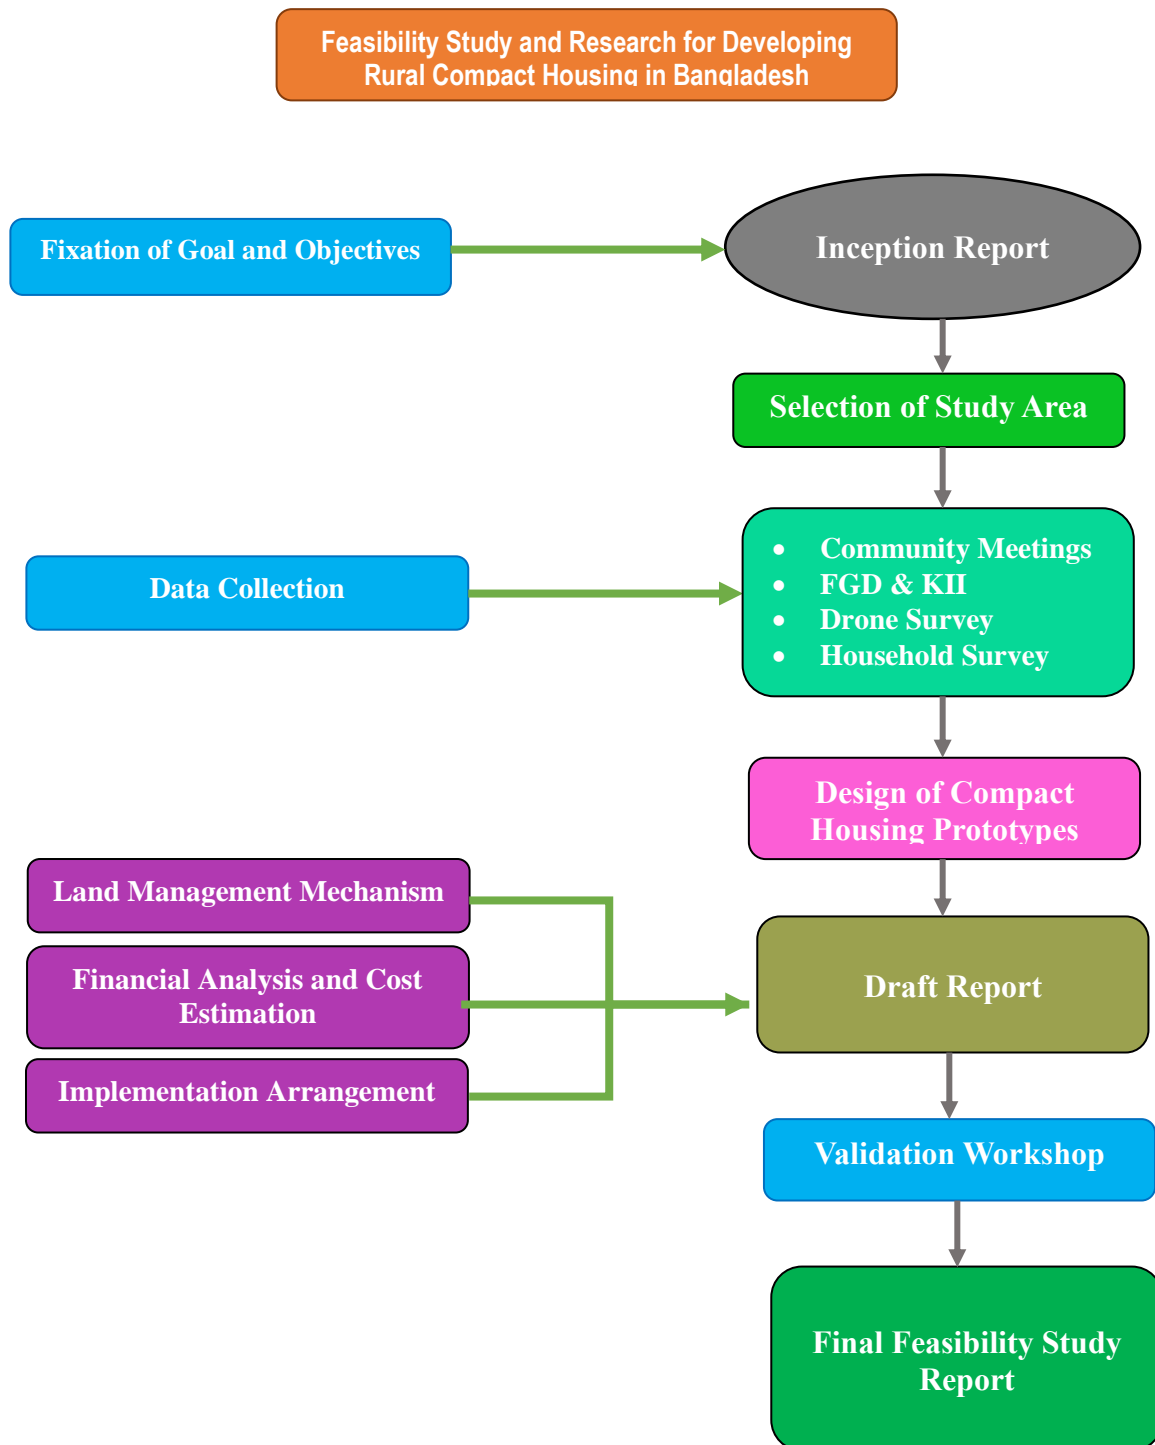 Feasibility Study and Research for Developing
Rural Compact Housing in Bangladesh
Fixation of Goal and Objectives
Inception Report
Selection of Study Area
Data Collection
• Community Meetings
• FGD & KII
• Drone Survey
• Household Survey
Design of Compact
Housing Prototypes
Land Management Mechanism
Financial Analysis and Cost
Estimation
Implementation Arrangement
Draft Report
Validation Workshop
Final Feasibility Study
Report